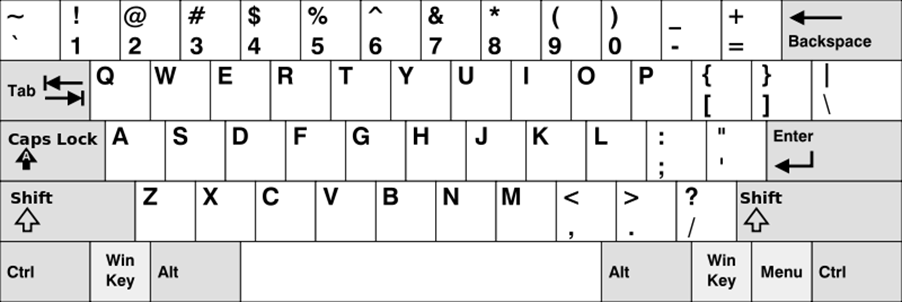 ~ ! @ # $ % ^ & * ( ) _ +
` 1 2 3 4 5 6 7 8 9 0 - = Backspace
Tab Q W E R T Y U I O P { } |
[ ] \
Caps Lock A S D F G H J K L : " Enter
A ; '
Shift Z X C V B N M < > ? Shift
, . /
Ctrl Win Key Alt Alt Win Key Menu Ctrl